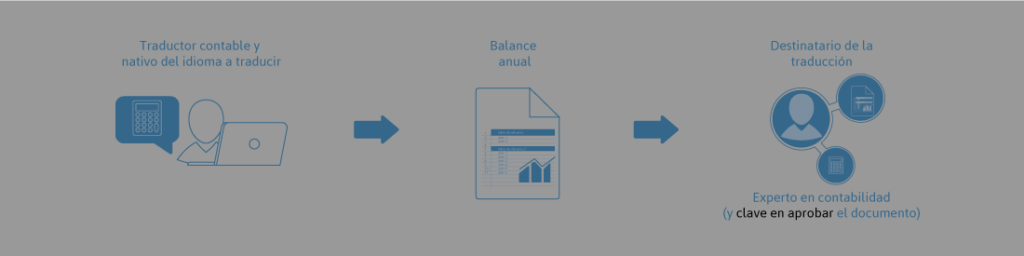 Traductor contable y
nativo del idioma a traducir
Balance
anual
Destinatario de la
traducción
Experto en contabilidad
(y clave en aprobar el documento)